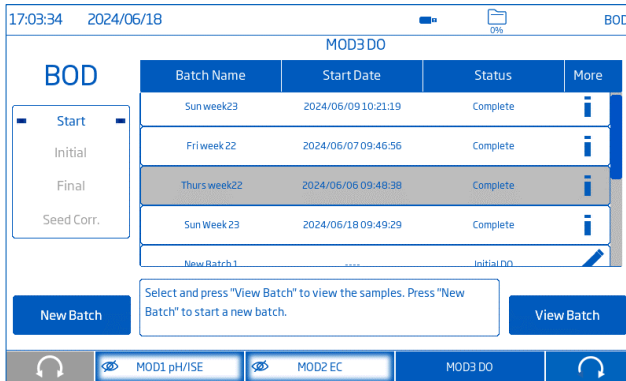 17:03:34 2024/06/18 BOD
0%
MOD3 DO
BOD
Start
Initial
Final
Seed Corr.
Batch Name Start Date Status More
Sun week23 2024/06/09 10:21:19 Complete
Fri week 22 2024/06/07 09:46:56 Complete
Thurs week22 2024/06/06 09:48:38 Complete
Sun Week 23 2024/06/18 09:49:29 Complete
New Batch 1 ---- Initial DO
Select and press "View Batch" to view the samples. Press "New
Batch" to start a new batch.
New Batch
View Batch
MOD1 pH/ISE MOD2 EC MOD3 DO